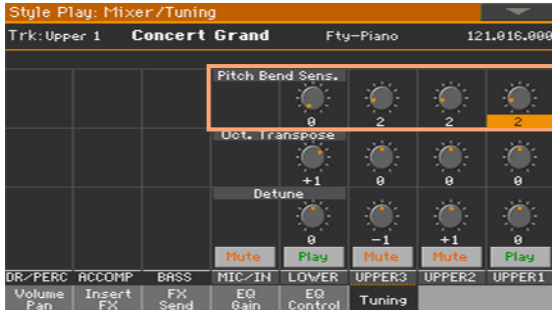 Style Play: Mixer/Tuning
Trk: Upper 1 Concert Grand Fty-Piano 121.016.000
Pitch Bend Sens.
0 2 2 2
Oct. Transpose
+1 0 0 0
Detune
0 -1 +1 0
Mute Play Mute Mute Play
DR/PERC ACCOMP BASS MIC/IN LOWER UPPER3 UPPER2 UPPER1
Volume Insert FX EQ EQ Tuning
Pan FX Send Gain Control